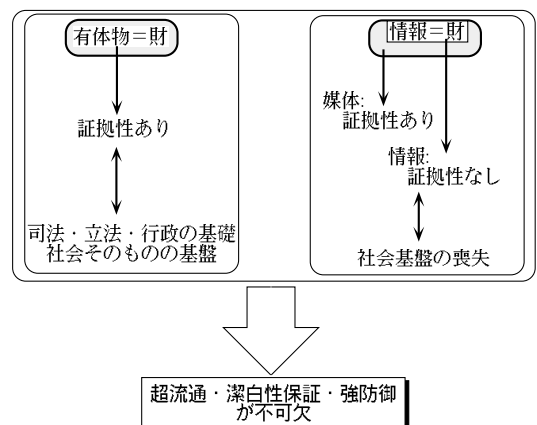 有体物=財
証拠性あり
司法・立法・行政の基礎
社会そのものの基盤
情報=財
媒体:
証拠性あり
情報:
証拠性なし
社会基盤の喪失
超流通・潔白性保証・強防御
が不可欠